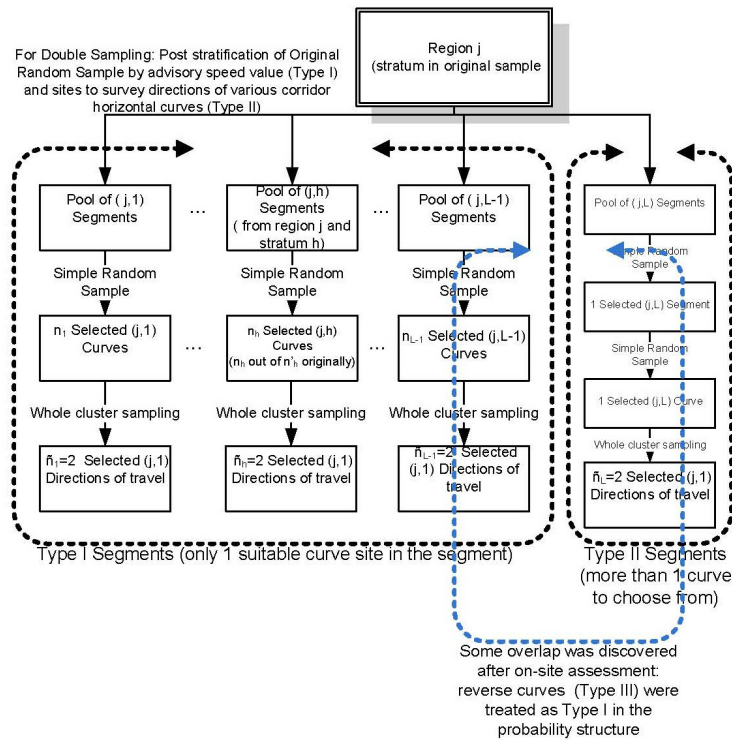 For Double Sampling: Post stratification of Original
Random Sample by advisory speed value (Type I)
and sites to survey directions of various corridor
horizontal curves (Type II)
Region j
(stratum in original sample
Pool of ( j,1)
Segments
...
Pool of (j,h)
Segments
( from region j and
stratum h)
...
Pool of (j,L-1)
Segments
Pool of (j,L) Segments
Simple Random
Sample
Simple Random
Sample
Simple Random
Sample
Simple Random
Sample
n1 Selected (j,1)
Curves
...
nh Selected (j,h)
Curves
(nh out of n'h originally)
...
nL-1 Selected (j,L-1)
Curves
1 Selected (j,L) Segment
Simple Random
Sample
1 Selected (j,L) Curve
Whole cluster sampling
Whole cluster sampling
Whole cluster sampling
Whole cluster sampling
ñ1=2 Selected (j,1)
Directions of travel
ñh=2 Selected (j,1)
Directions of travel
ñL-1=2 Selected
(j,1) Directions of
travel
ñL=2 Selected (j,1)
Directions of travel
Type I Segments (only 1 suitable curve site in the segment)
Type II Segments
(more than 1 curve
to choose from)
Some overlap was discovered
after on-site assessment:
reverse curves (Type III) were
treated as Type I in the
probability structure